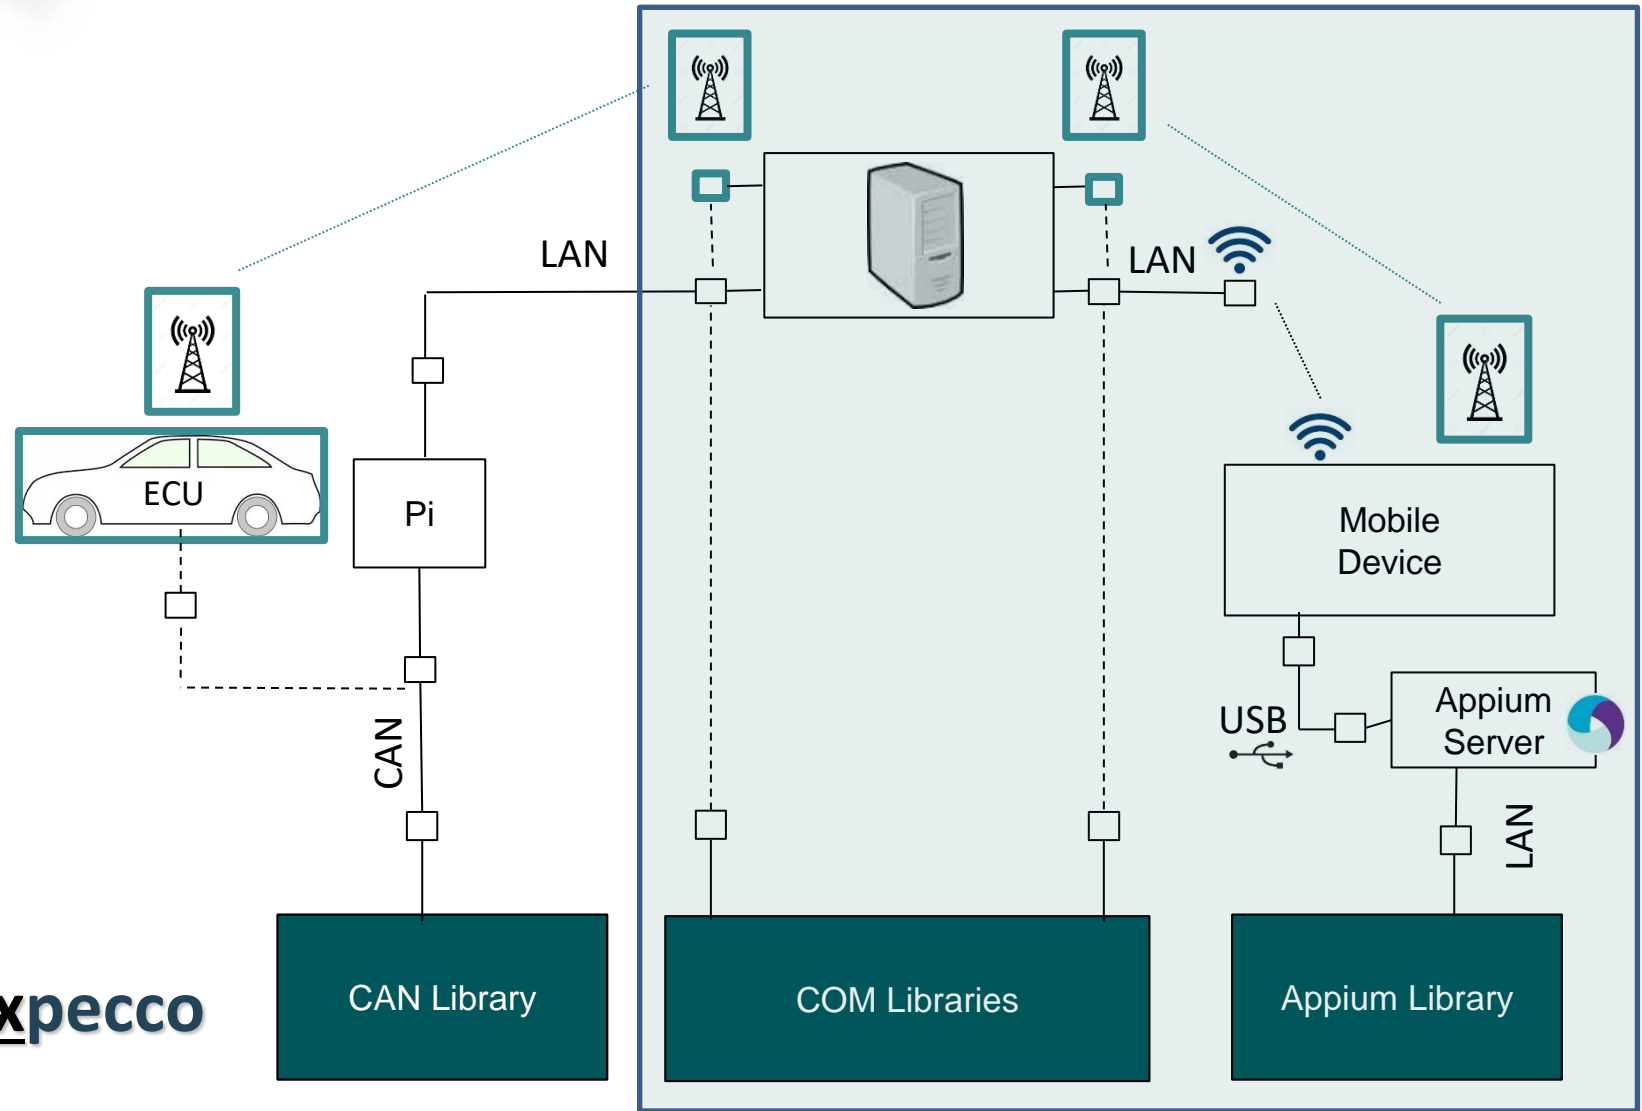 LAN
LAN
ECU
Pi
Mobile
Device
CAN
USB
Appium
Server
LAN
CAN Library
COM Libraries
Appium Library
xpecco